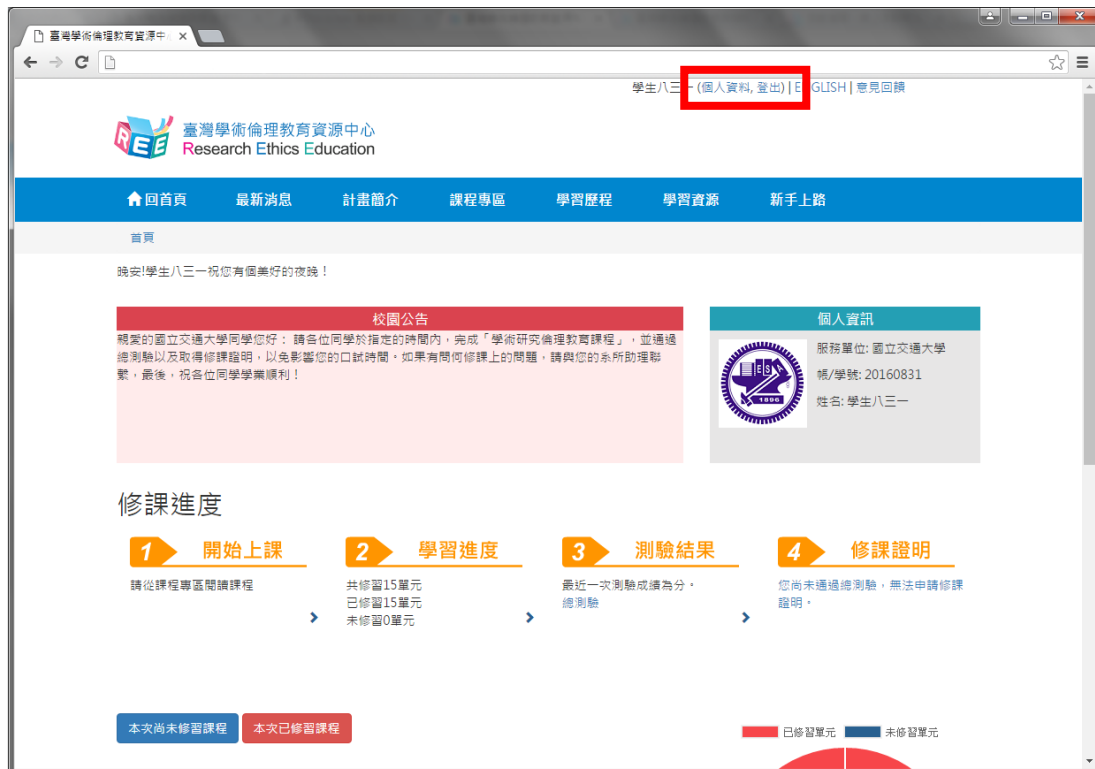 臺灣學術倫理教育資源中
學生八三一 (個人資料, 登出) | E GLISH | 意見回饋
REE
臺灣學術倫理教育資源中心
Research Ethics Education
回首頁 最新消息 計畫簡介 課程專區 學習歷程 學習資源 新手上路
首頁
晚安!學生八三一祝您有個美好的夜晚！
校園公告
親愛的國立交通大學同學您好： 請各位同學於指定的時間內，完成「學術研究倫理教育課程」，並通過
總測驗以及取得修課證明，以免影響您的口試時間。如果有問何修課上的問題，請與您的系所助理聯
繫，最後，祝各位同學學業順利！
個人資訊
ESA
1896
服務單位: 國立交通大學
帳/學號: 20160831
姓名: 學生八三一
修課進度
1 開始上課
請從課程專區閱讀課程
2 學習進度
共修習15單元
已修習15單元
未修習0單元
3 測驗結果
最近一次測驗成績為分。
總測驗
4 修課證明
您尚未通過總測驗，無法申請修課
證明。
本次尚未修習課程 本次已修習課程
已修習單元 未修習單元